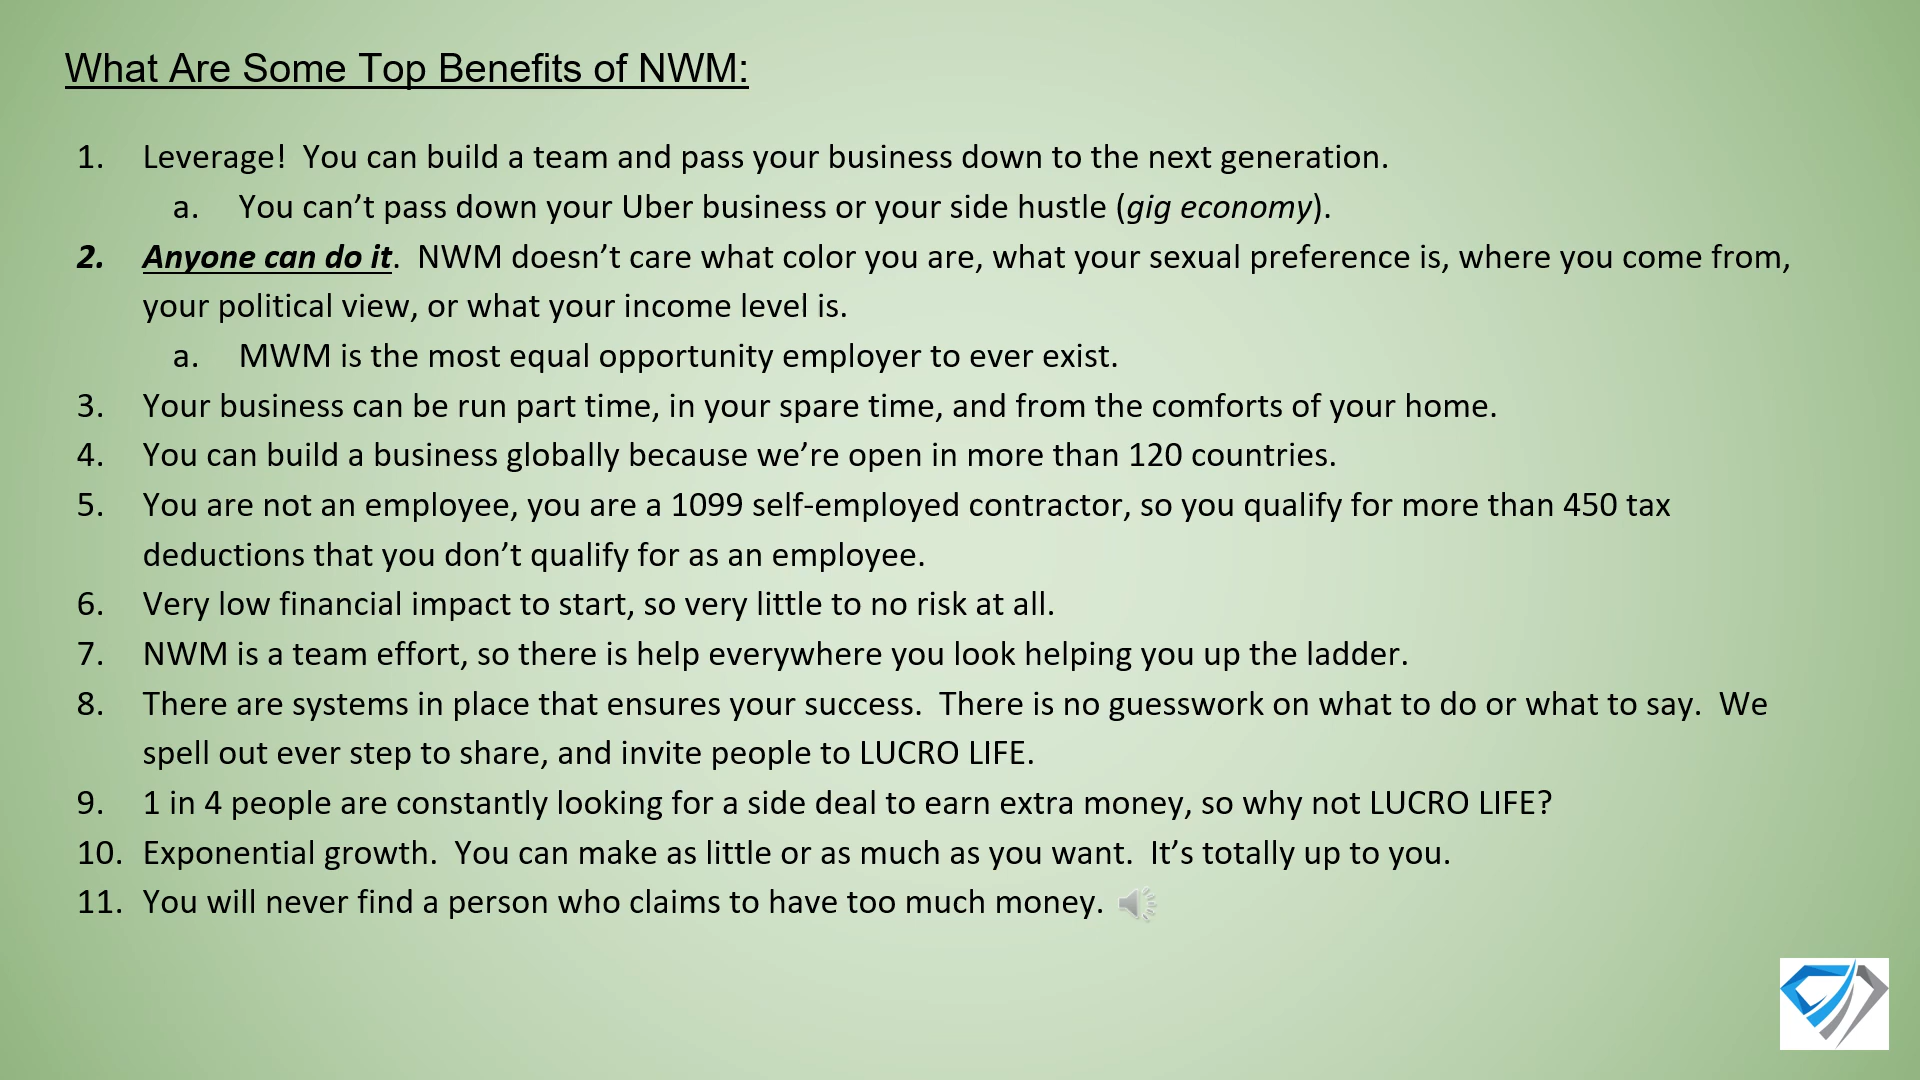 What Are Some Top Benefits of NWM:
1. Leverage!  You can build a team and pass your business down to the next generation.
a. You can’t pass down your Uber business or your side hustle (gig economy).
2. Anyone can do it.  NWM doesn’t care what color you are, what your sexual preference is, where you come from,
your political view, or what your income level is.
a. MWM is the most equal opportunity employer to ever exist.
3. Your business can be run part time, in your spare time, and from the comforts of your home.
4. You can build a business globally because we’re open in more than 120 countries.
5. You are not an employee, you are a 1099 self-employed contractor, so you qualify for more than 450 tax
deductions that you don’t qualify for as an employee.
6. Very low financial impact to start, so very little to no risk at all.
7. NWM is a team effort, so there is help everywhere you look helping you up the ladder.
8. There are systems in place that ensures your success.  There is no guesswork on what to do or what to say.  We
spell out ever step to share, and invite people to LUCRO LIFE.
9. 1 in 4 people are constantly looking for a side deal to earn extra money, so why not LUCRO LIFE?
10. Exponential growth.  You can make as little or as much as you want.  It’s totally up to you.
11. You will never find a person who claims to have too much money.